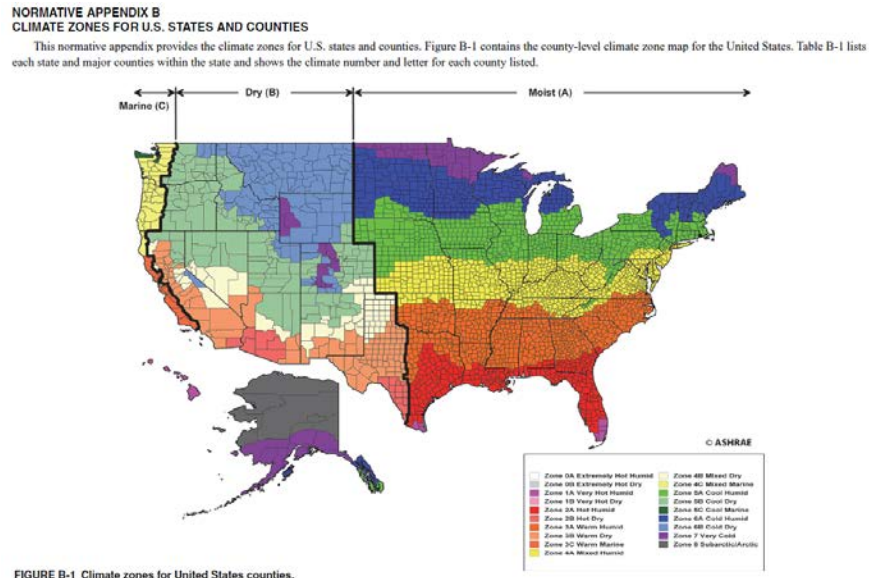 NORMATIVE APPENDIX B
CLIMATE ZONES FOR U.S. STATES AND COUNTIES
This normative appendix provides the climate zones for U.S. states and counties. Figure B-1 contains the county-level climate zone map for the United States. Table B-1 lists
each state and major counties within the state and shows the climate number and letter for each county listed.
Marine (C)
Dry (B)
Moist (A)
© ASHRAE
Zone 0A Extremely Hot Humid
Zone 0B Extremely Hot Dry
Zone 1A Very Hot Humid
Zone 1B Very Hot Dry
Zone 2A Hot Humid
Zone 2B Hot Dry
Zone 3A Warm Humid
Zone 3B Warm Dry
Zone 3C Warm Marine
Zone 4A Mixed Humid
Zone 4B Mixed Dry
Zone 4C Mixed Marine
Zone 5A Cool Humid
Zone 5B Cool Dry
Zone 5C Cool Marine
Zone 6A Cold Humid
Zone 6B Cold Dry
Zone 7 Very Cold
Zone 8 Subarctic/Arctic
FIGURE B-1 Climate zones for United States counties.